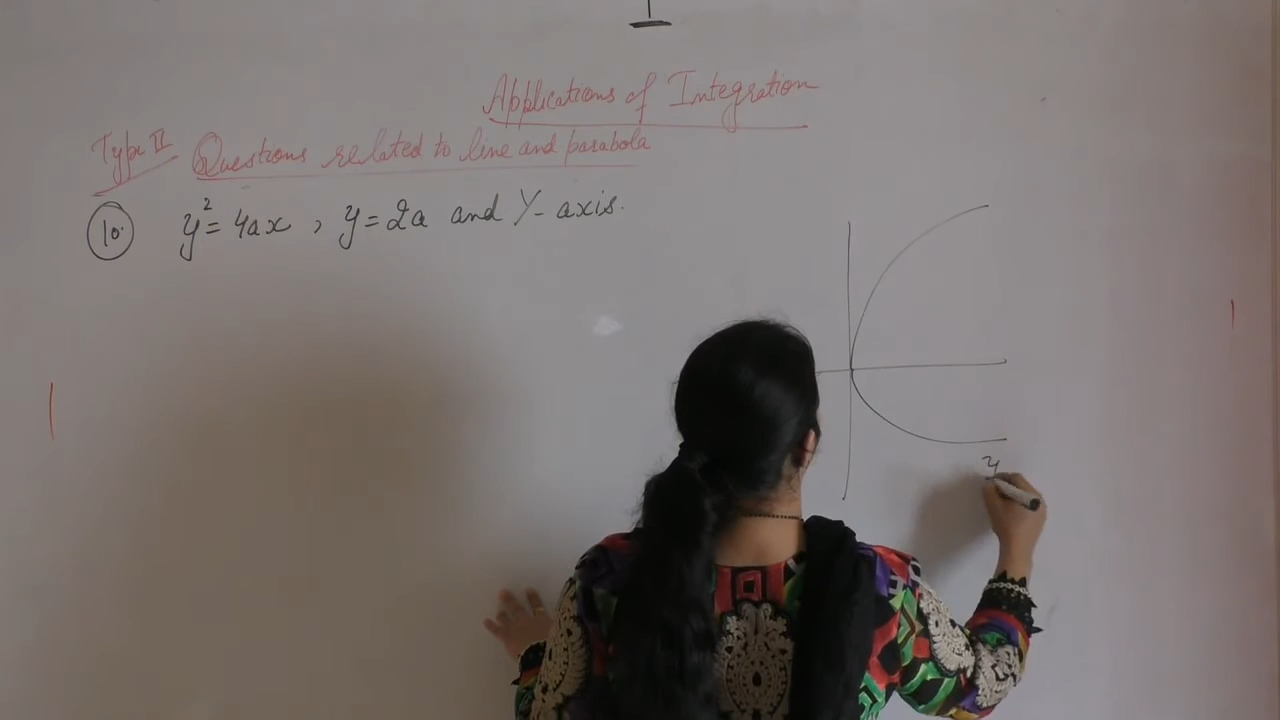 Applications of Integration
Type II Questions related to line and parabola
10. y² = 4ax, y = 2a and Y-axis.
y